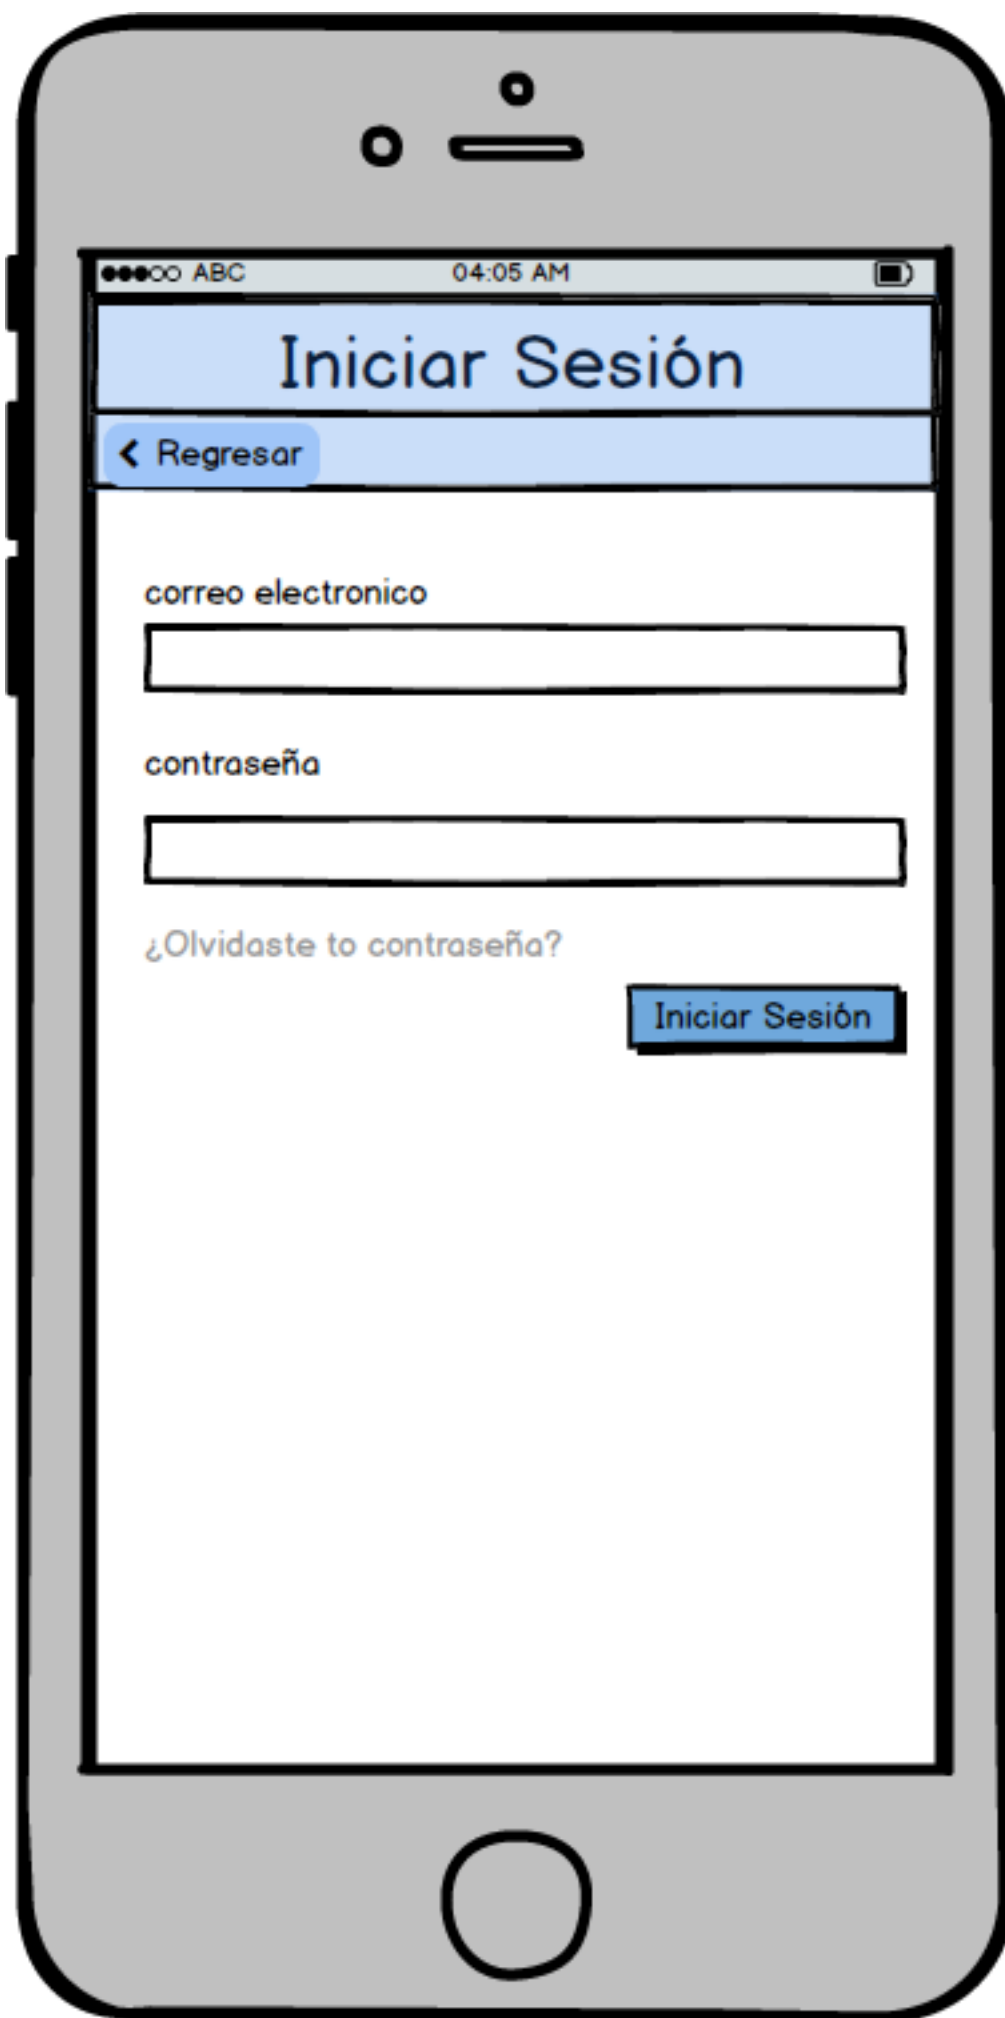 ABC 04:05 AM
Iniciar Sesión
Regresar
correo electronico
contraseña
¿Olvidaste to contraseña?
Iniciar Sesión